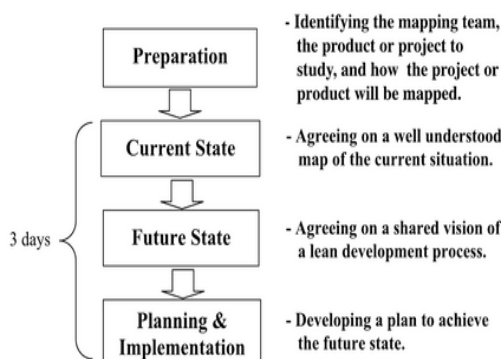 Preparation
- Identifying the mapping team,
the product or project to
study, and how the project or
product will be mapped.
Current State
- Agreeing on a well understood
map of the current situation.
3 days
Future State
- Agreeing on a shared vision of
a lean development process.
Planning &
Implementation
- Developing a plan to achieve
the future state.